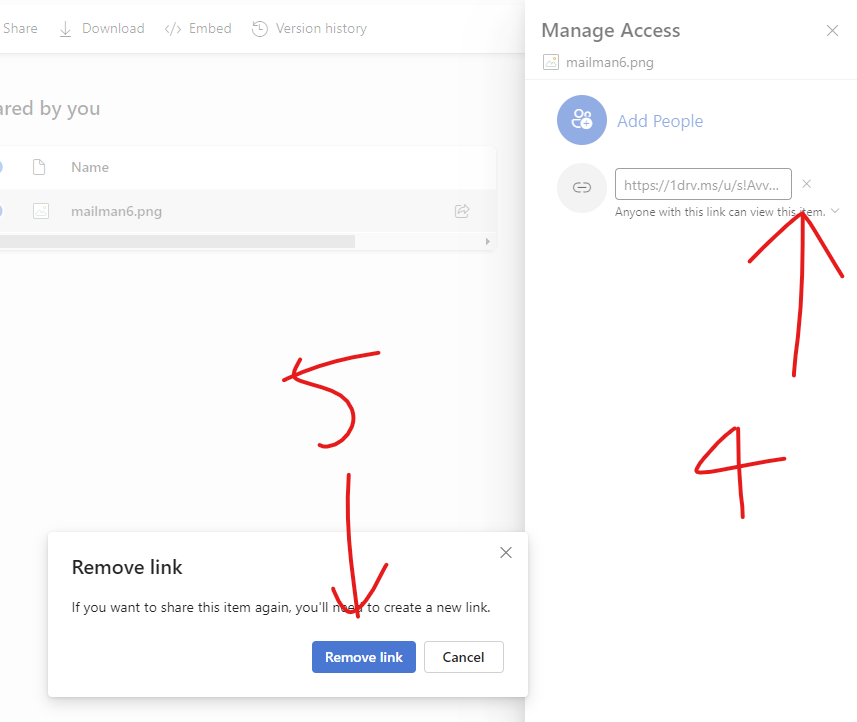 Share Download Embed Version history
ared by you
Name
mailman6.png
Manage Access
mailman6.png
Add People
https://1drv.ms/u/s!Avv...
Anyone with this link can view this item.
4
5
Remove link
If you want to share this item again, you'll need to create a new link.
Remove link Cancel